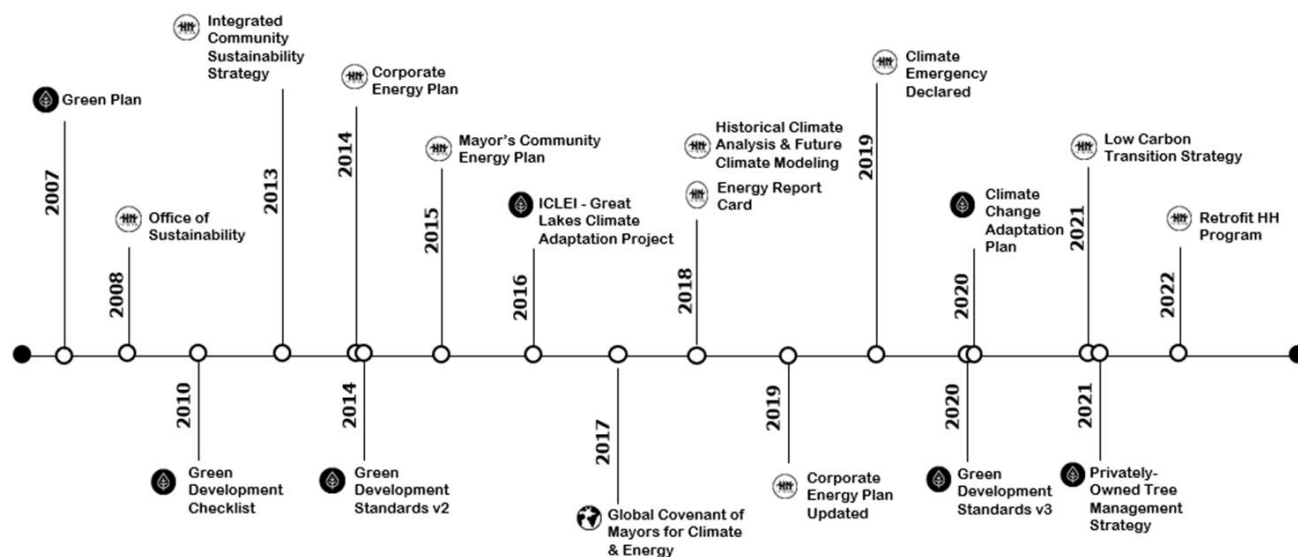 Green Plan
2007
Office of
Sustainability
2008
2010
Green
Development
Checklist
Integrated
Community
Sustainability
Strategy
2013
Corporate
Energy Plan
2014
2014
Green
Development
Standards v2
Mayor's Community
Energy Plan
2015
ICLEI - Great
Lakes Climate
Adaptation Project
2016
2017
Global Covenant of
Mayors for Climate
& Energy
Historical Climate
Analysis & Future
Climate Modeling
Energy Report
Card
2018
2019
Corporate
Energy Plan
Updated
Climate
Emergency
Declared
2019
2020
Green
Development
Standards v3
Climate
Change
Adaptation
Plan
2020
Low Carbon
Transition Strategy
2021
2021
Privately-
Owned Tree
Management
Strategy
Retrofit HH
Program
2022